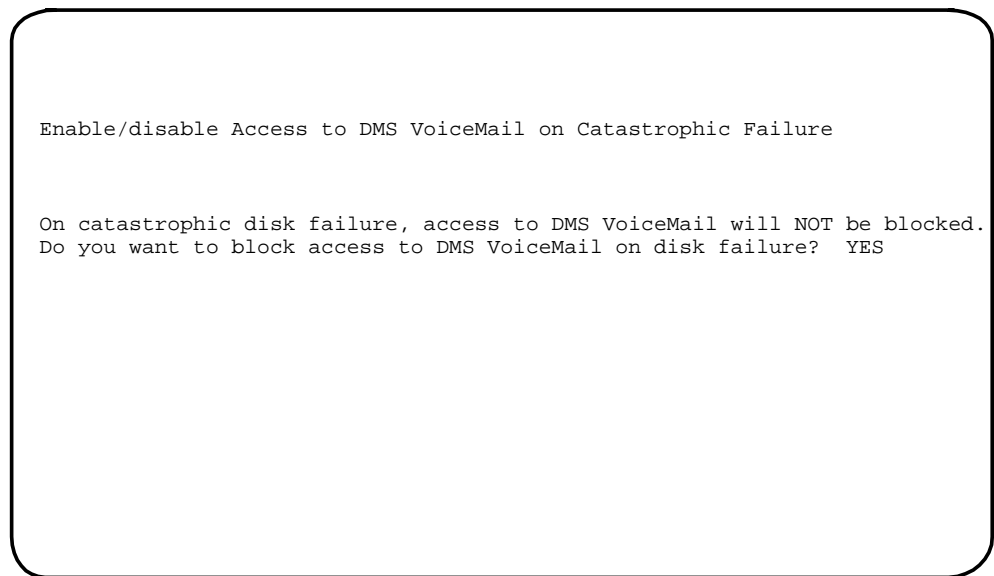 Enable/disable Access to DMS VoiceMail on Catastrophic Failure
On catastrophic disk failure, access to DMS VoiceMail will NOT be blocked.
Do you want to block access to DMS VoiceMail on disk failure?  YES